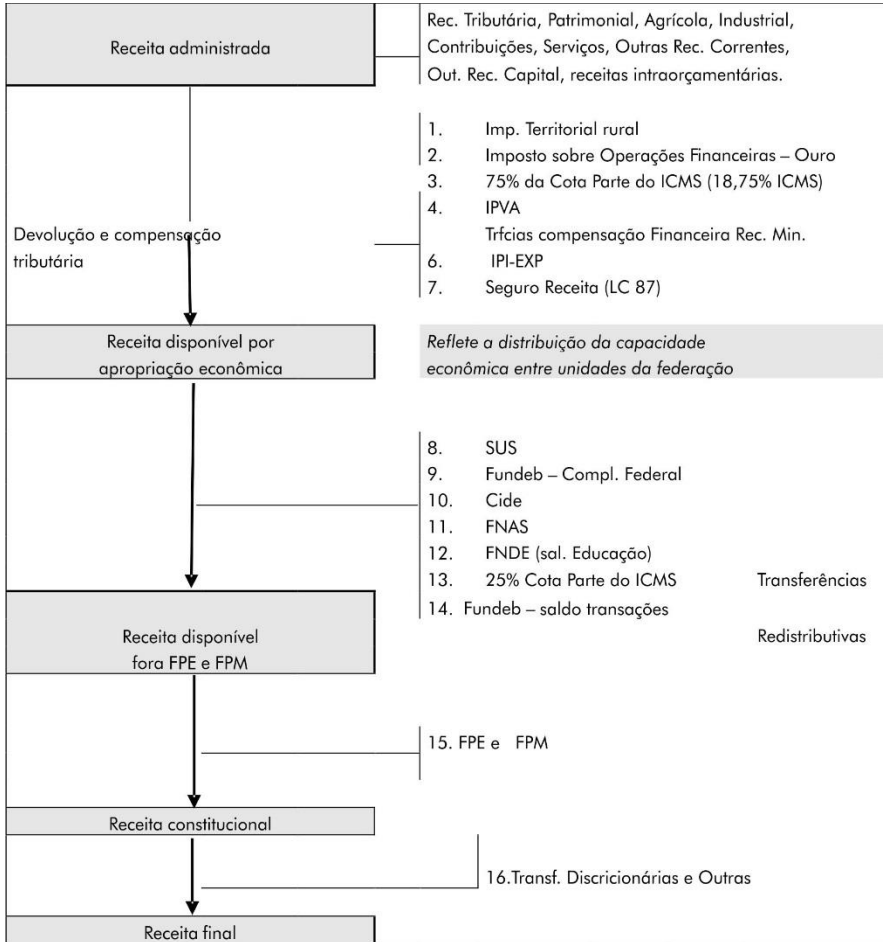 Receita administrada
Rec. Tributária, Patrimonial, Agrícola, Industrial,
Contribuições, Serviços, Outras Rec. Correntes,
Out. Rec. Capital, receitas intraorçamentárias.
1. Imp. Territorial rural
2. Imposto sobre Operações Financeiras – Ouro
3. 75% da Cota Parte do ICMS (18,75% ICMS)
4. IPVA
Trfcias compensação Financeira Rec. Min.
6. IPI-EXP
7. Seguro Receita (LC 87)
Devolução e compensação
tributária
Receita disponível por
apropriação econômica
Reflete a distribuição da capacidade
econômica entre unidades da federação
8. SUS
9. Fundeb – Compl. Federal
10. Cide
11. FNAS
12. FNDE (sal. Educação)
13. 25% Cota Parte do ICMS
14. Fundeb – saldo transações
Transferências
Redistributivas
Receita disponível
fora FPE e FPM
15. FPE e FPM
Receita constitucional
16.Transf. Discricionárias e Outras
Receita final